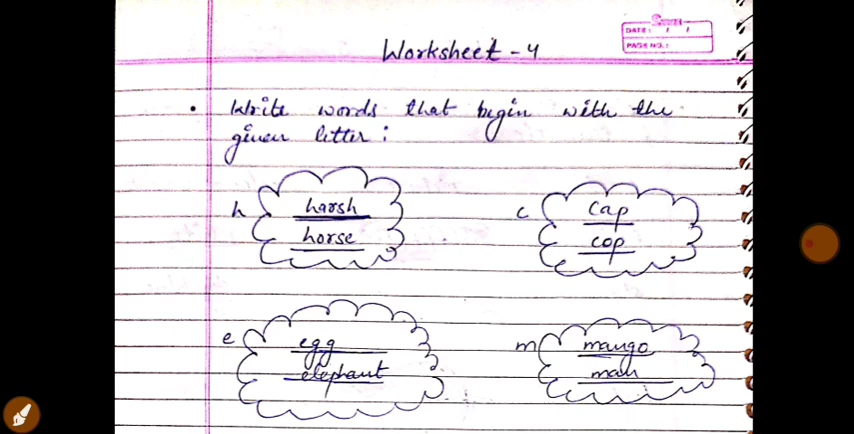 DATE: / /
PAGE NO.:
Worksheet - 4
• Write words that begin with the
given letter :
h harsh
horse
c cap
cop
e egg
elephant
m mango
man